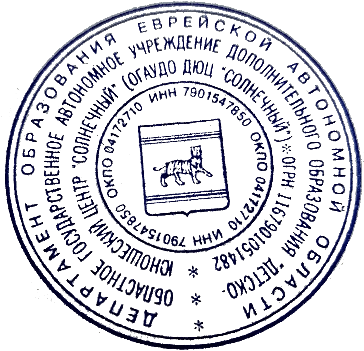 * ДЕПАРТАМЕНТ ОБРАЗОВАНИЯ ЕВРЕЙСКОЙ АВТОНОМНОЙ ОБЛАСТИ
* ОБЛАСТНОЕ ГОСУДАРСТВЕННОЕ АВТОНОМНОЕ УЧРЕЖДЕНИЕ ДОПОЛНИТЕЛЬНОГО ОБРАЗОВАНИЯ "ДЕТСКО-
* ЮНОШЕСКИЙ ЦЕНТР "СОЛНЕЧНЫЙ" (ОГАУДО ДЮЦ "СОЛНЕЧНЫЙ")*ОГРН 1167901051482
ИНН 7901547850 ОКПО 04172710 ИНН 7901547850 ОКПО 04172710